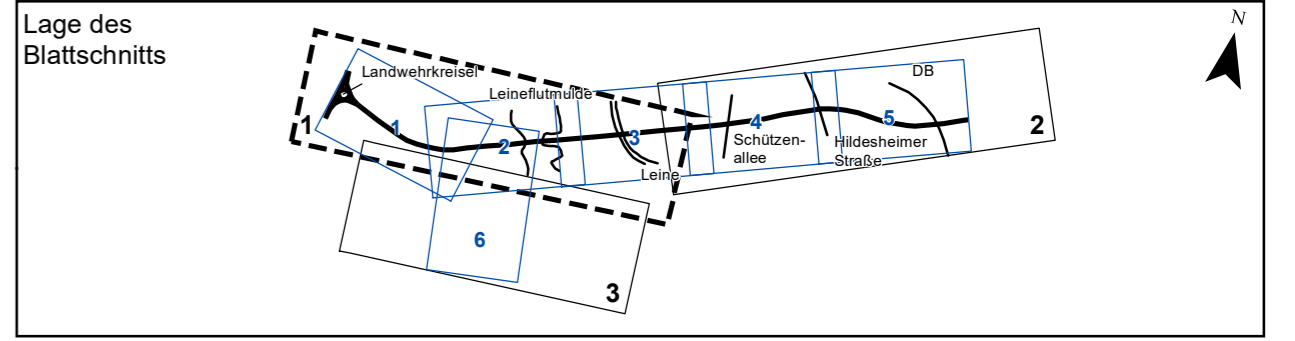 Lage des
Blattschnitts
N
Landwehrkreisel
Leineflutmulde
DB
1
1
2
3
4
5
2
Schützen-
allee
Hildesheimer
Straße
Leine
6
3